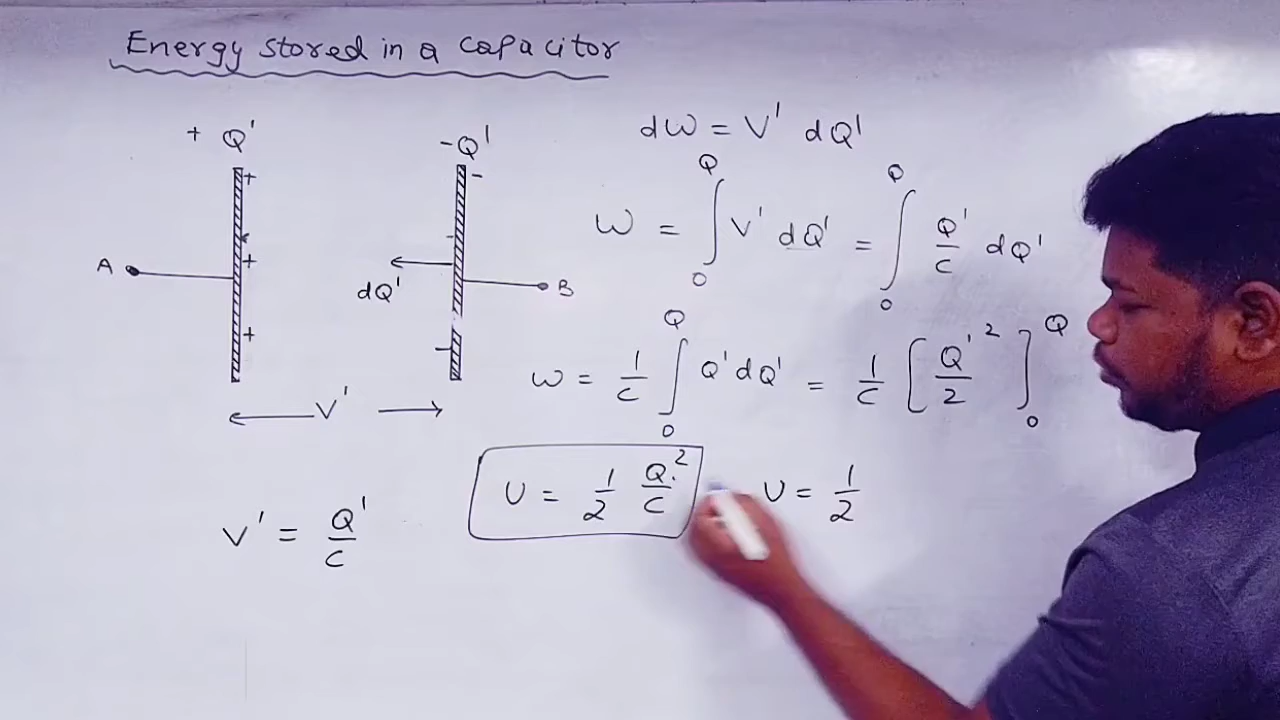 Energy stored in a capacitor
+ Q'
-Q'
+
-
+
+
-
-
A
B
dQ'
V'
V' = Q'/C
dW = V' dQ'
W = ∫₀^Q V' dQ' = ∫₀^Q Q'/C dQ'
W = 1/C ∫₀^Q Q' dQ' = 1/C [Q'²/2]₀^Q
U = 1/2 Q²/C
U = 1/2